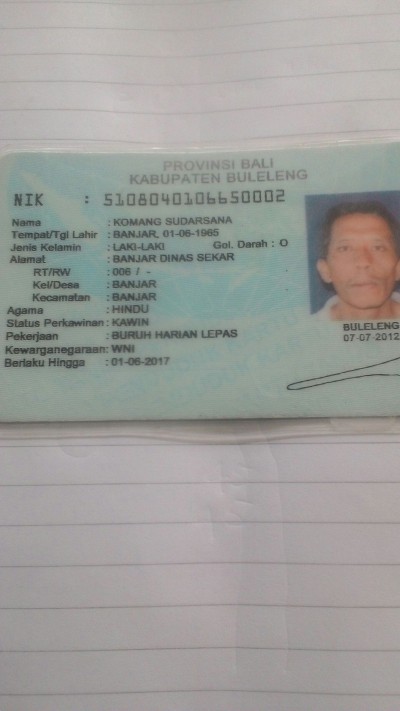 PROVINSI BALI
KABUPATEN BULELENG
NIK : 5108040106650002
Nama : KOMANG SUDARSANA
Tempat/Tgl Lahir : BANJAR, 01-06-1965
Jenis Kelamin : LAKI-LAKI Gol. Darah : O
Alamat : BANJAR DINAS SEKAR
RT/RW : 006 / -
Kel/Desa : BANJAR
Kecamatan : BANJAR
Agama : HINDU
Status Perkawinan : KAWIN
Pekerjaan : BURUH HARIAN LEPAS
Kewarganegaraan: WNI
Berlaku Hingga : 01-06-2017
BULELENG
07-07-2012